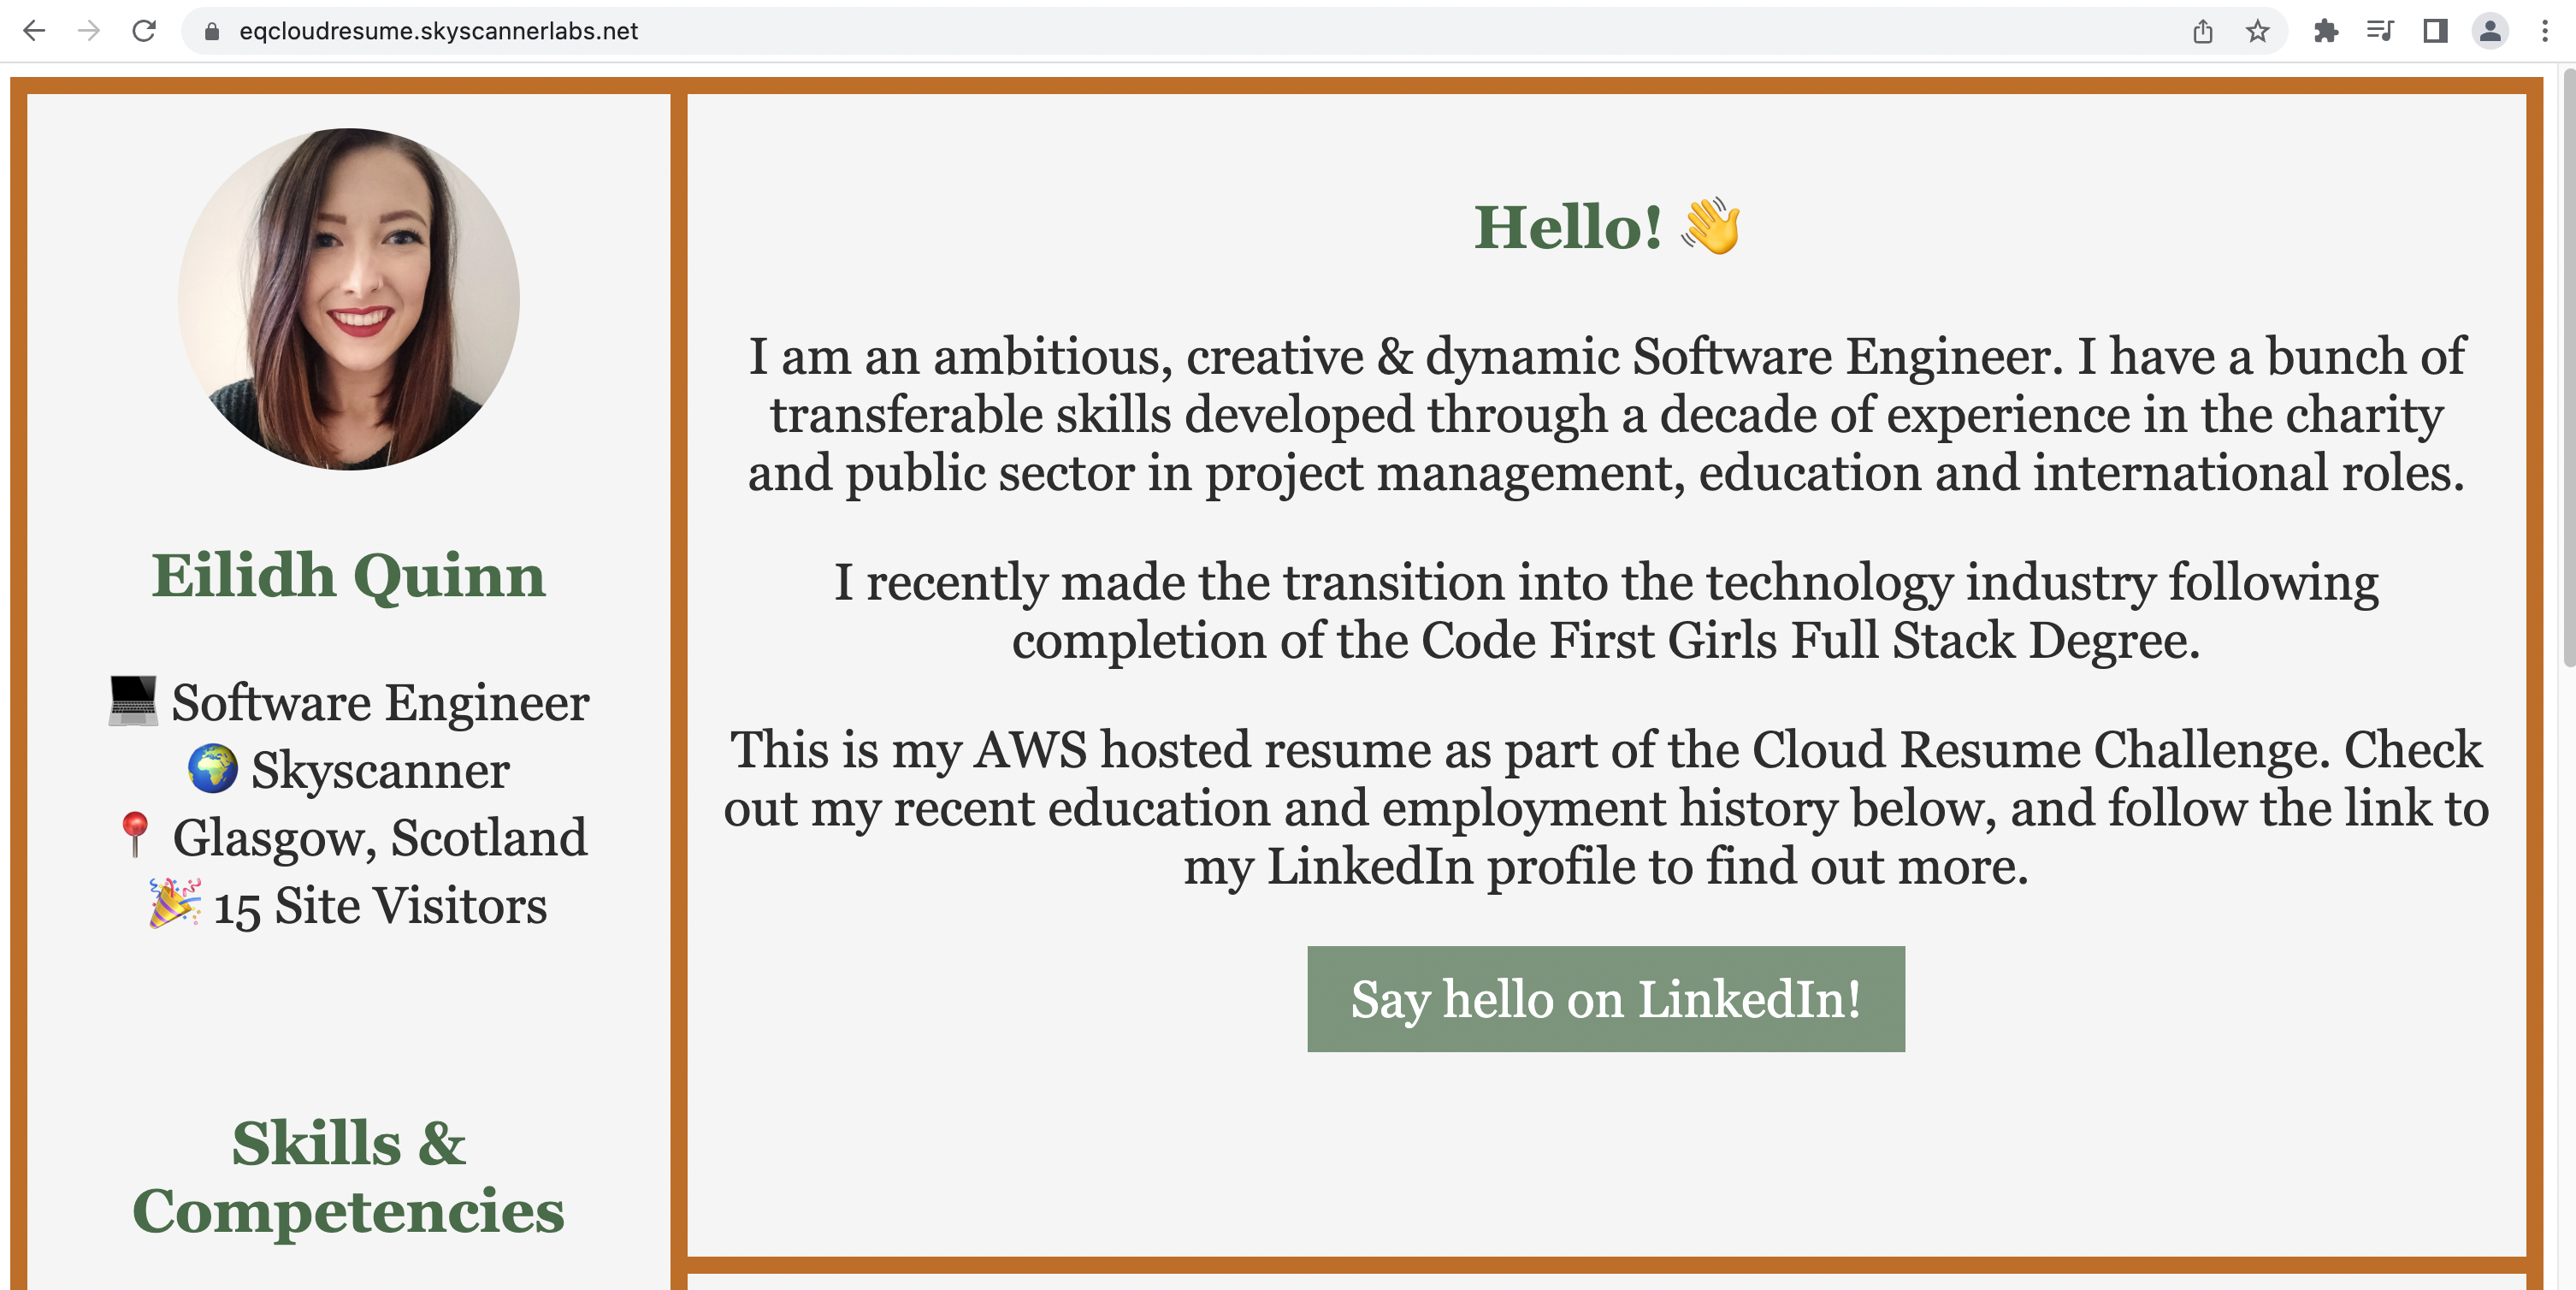 eqcloudresume.skyscannerlabs.net
Eilidh Quinn
Software Engineer
Skyscanner
Glasgow, Scotland
15 Site Visitors
Skills &
Competencies
Hello!
I am an ambitious, creative & dynamic Software Engineer. I have a bunch of
transferable skills developed through a decade of experience in the charity
and public sector in project management, education and international roles.
I recently made the transition into the technology industry following
completion of the Code First Girls Full Stack Degree.
This is my AWS hosted resume as part of the Cloud Resume Challenge. Check
out my recent education and employment history below, and follow the link to
my LinkedIn profile to find out more.
Say hello on LinkedIn!